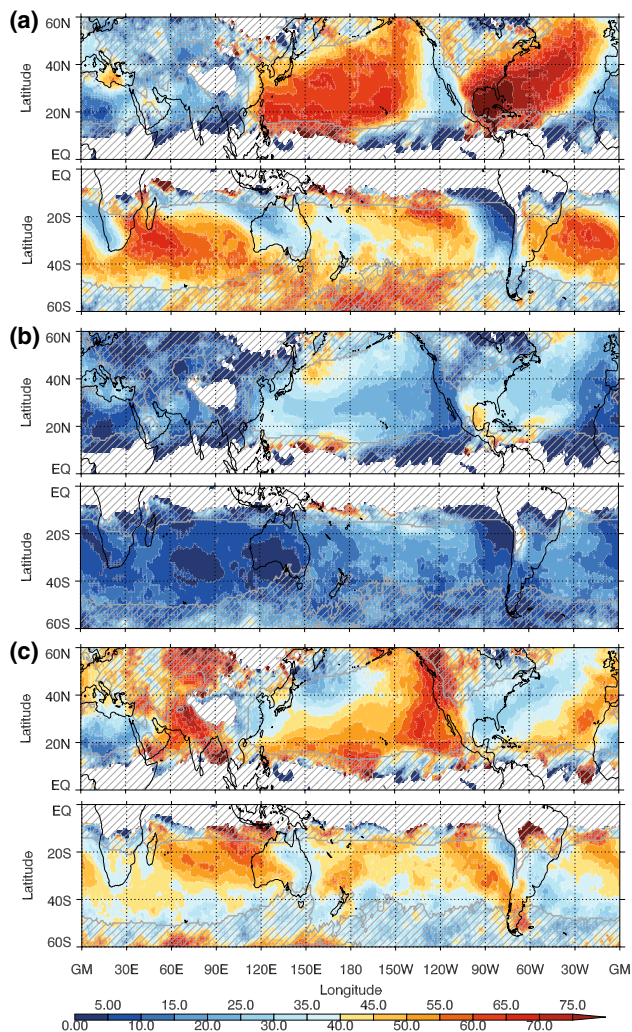 (a)
60N
40N
20N
EQ
Latitude
EQ
20S
40S
60S
Latitude
(b)
60N
40N
20N
EQ
Latitude
EQ
20S
40S
60S
Latitude
(c)
60N
40N
20N
EQ
Latitude
EQ
20S
40S
60S
Latitude
GM 30E 60E 90E 120E 150E 180 150W 120W 90W 60W 30W GM
Longitude
5.00 15.0 25.0 35.0 45.0 55.0 65.0 75.0
0.00 10.0 20.0 30.0 40.0 50.0 60.0 70.0